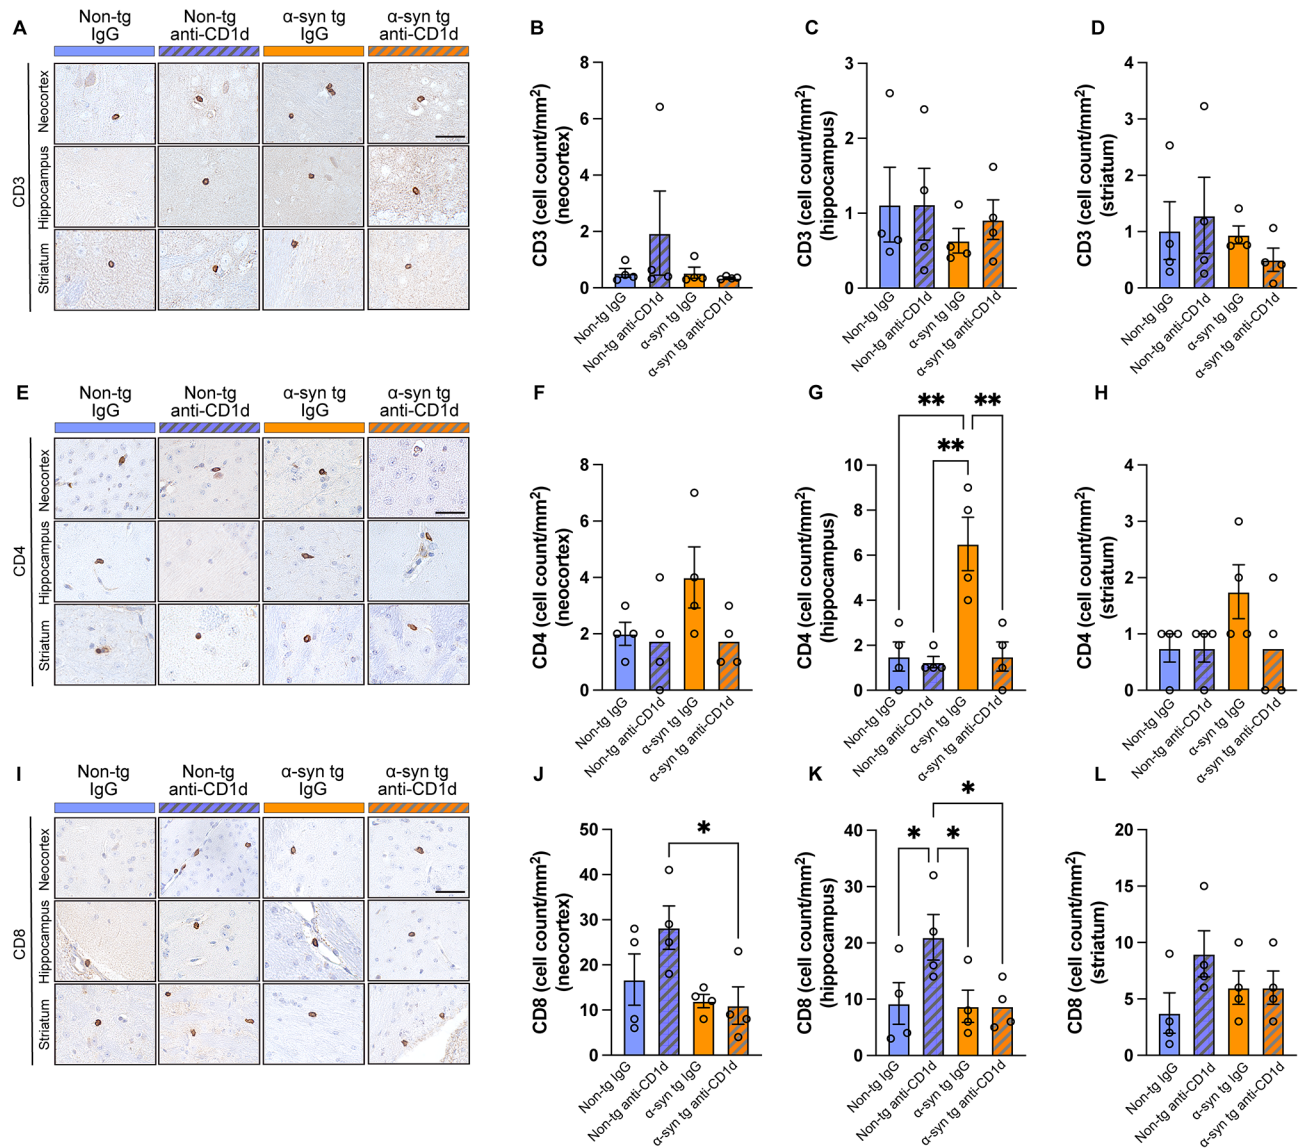 A
Non-tg
IgG
Non-tg
anti-CD1d
α-syn tg
IgG
α-syn tg
anti-CD1d
CD3
Neocortex
Hippocampus
Striatum
B
CD3 (cell count/mm²)
(neocortex)
8
6
4
2
0
Non-tg IgG
Non-tg anti-CD1d
α-syn tg IgG
α-syn tg anti-CD1d
C
CD3 (cell count/mm²)
(hippocampus)
3
2
1
0
Non-tg IgG
Non-tg anti-CD1d
α-syn tg IgG
α-syn tg anti-CD1d
D
CD3 (cell count/mm²)
(striatum)
4
3
2
1
0
Non-tg IgG
Non-tg anti-CD1d
α-syn tg IgG
α-syn tg anti-CD1d
E
Non-tg
IgG
Non-tg
anti-CD1d
α-syn tg
IgG
α-syn tg
anti-CD1d
CD4
Neocortex
Hippocampus
Striatum
F
CD4 (cell count/mm²)
(neocortex)
8
6
4
2
0
Non-tg IgG
Non-tg anti-CD1d
α-syn tg IgG
α-syn tg anti-CD1d
G
** **
**
CD4 (cell count/mm²)
(hippocampus)
10
8
6
4
2
0
Non-tg IgG
Non-tg anti-CD1d
α-syn tg IgG
α-syn tg anti-CD1d
H
CD4 (cell count/mm²)
(striatum)
4
3
2
1
0
Non-tg IgG
Non-tg anti-CD1d
α-syn tg IgG
α-syn tg anti-CD1d
I
Non-tg
IgG
Non-tg
anti-CD1d
α-syn tg
IgG
α-syn tg
anti-CD1d
CD8
Neocortex
Hippocampus
Striatum
J
*
CD8 (cell count/mm²)
(neocortex)
50
40
30
20
10
0
Non-tg IgG
Non-tg anti-CD1d
α-syn tg IgG
α-syn tg anti-CD1d
K
*
* *
CD8 (cell count/mm²)
(hippocampus)
40
30
20
10
0
Non-tg IgG
Non-tg anti-CD1d
α-syn tg IgG
α-syn tg anti-CD1d
L
CD8 (cell count/mm²)
(striatum)
20
15
10
5
0
Non-tg IgG
Non-tg anti-CD1d
α-syn tg IgG
α-syn tg anti-CD1d